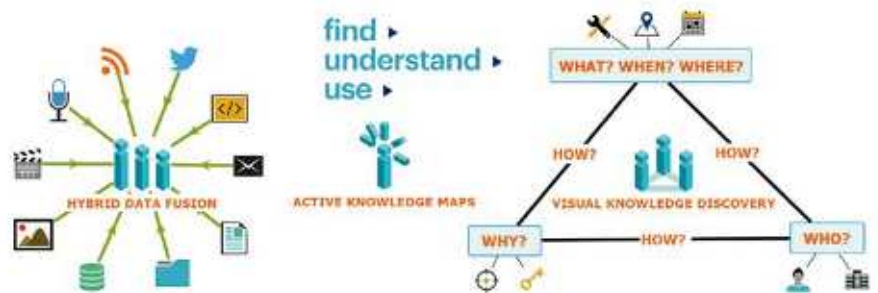 find
understand
use
HYBRID DATA FUSION
ACTIVE KNOWLEDGE MAPS
WHAT? WHEN? WHERE?
HOW?
HOW?
VISUAL KNOWLEDGE DISCOVERY
WHY?
HOW?
WHO?